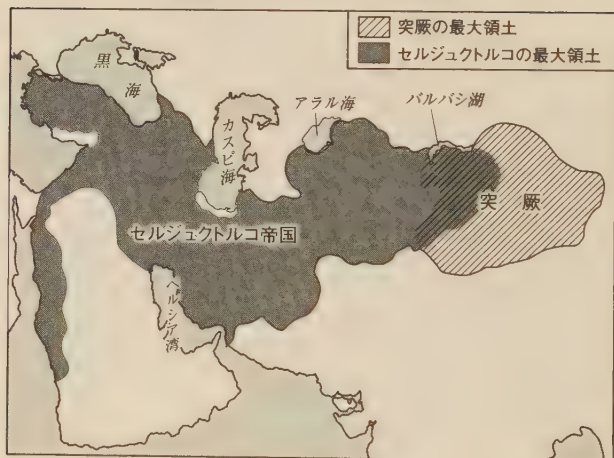 突厥の最大領土
セルジュクトルコの最大領土
黒海
カスピ海
アラル海
バルバシ湖
突厥
セルジュクトルコ帝国
ペルシア湾